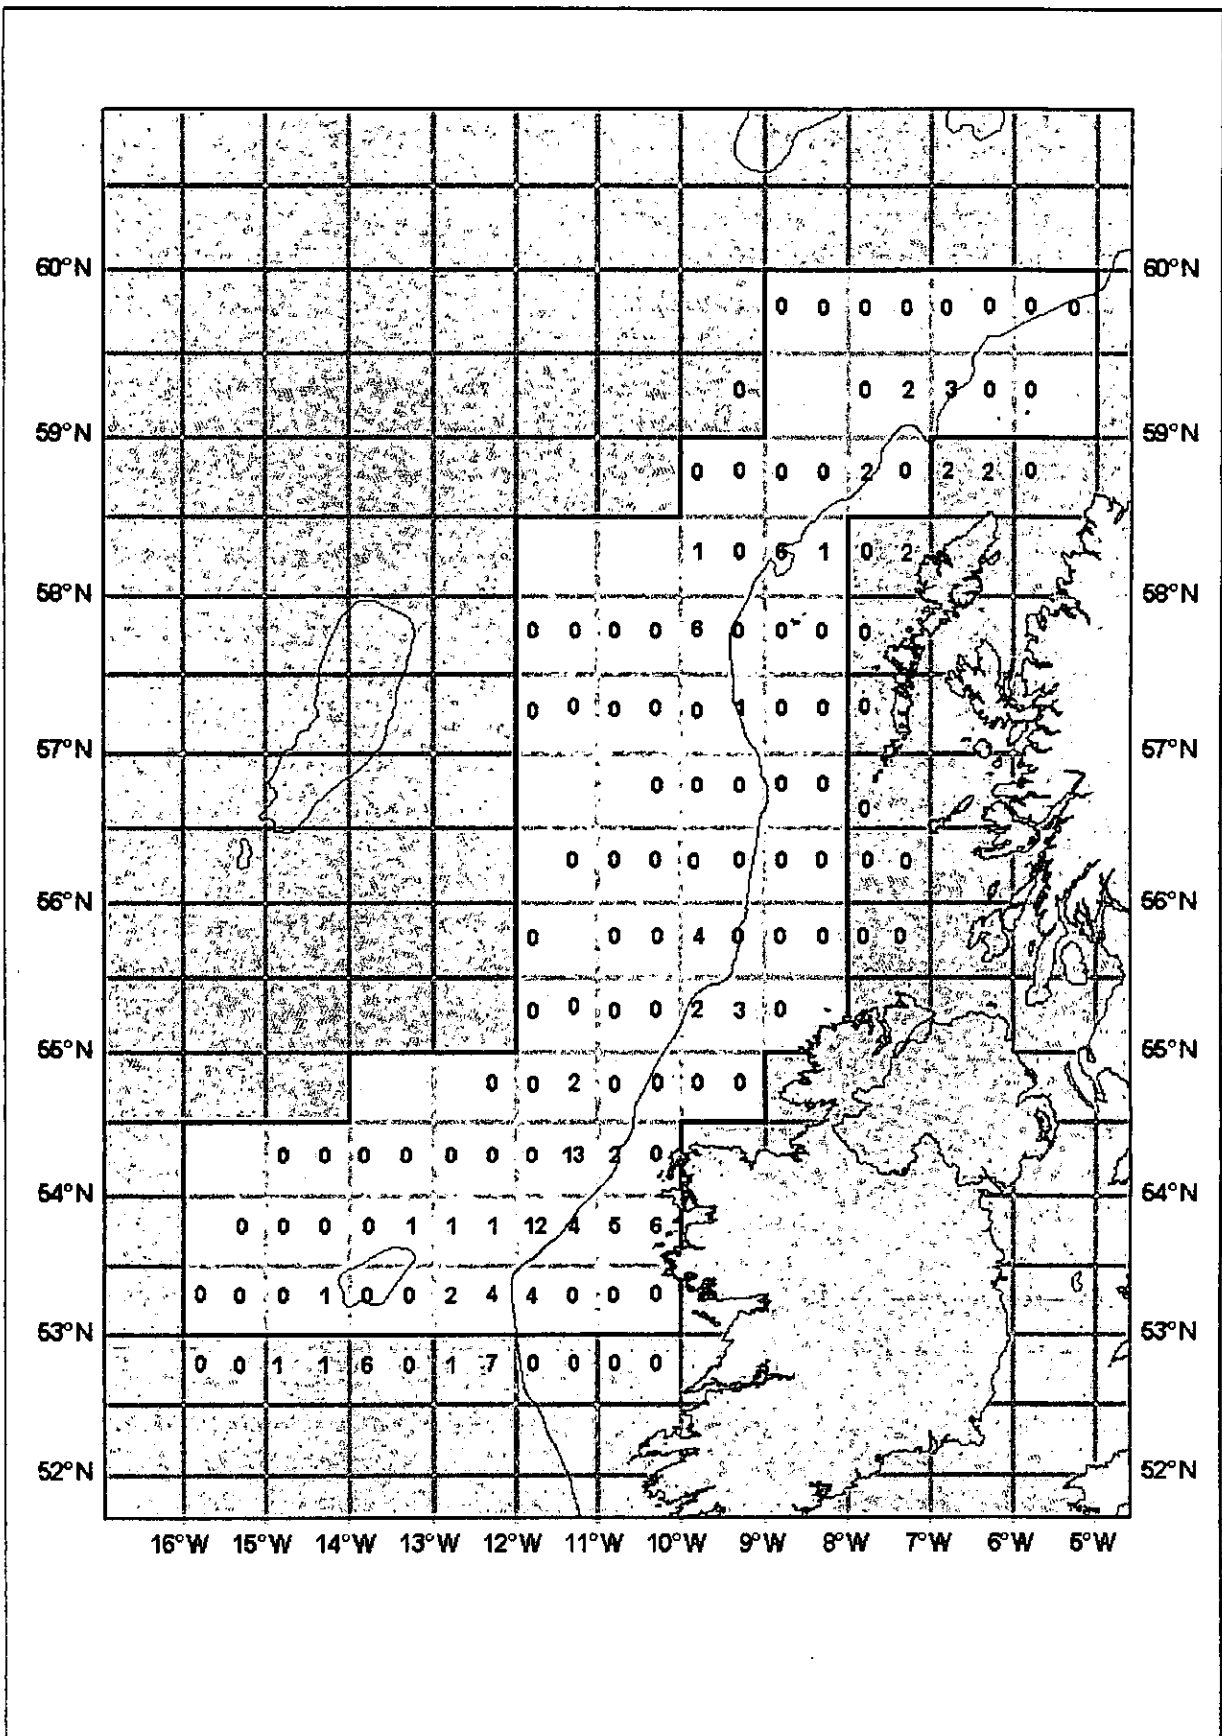 60°N 60°N
0 0 0 0 0 0 0 0
0 0 2 3 0 0
59°N 59°N
0 0 0 0 2 0 2 2 0
1 0 6 1 0 2
58°N 58°N
0 0 0 0 6 0 0 0 0
0 0 0 0 0 1 0 0 0
57°N 57°N
0 0 0 0 0
0
0 0 0 0 0 0 0 0 0
56°N 56°N
0 0 0 4 0 0 0 0 0
0 0 0 0 2 3 0
55°N 55°N
0 0 2 0 0 0 0
0 0 0 0 0 0 0 13 2 0
54°N 54°N
0 0 0 0 1 1 1 12 4 5 6
0 0 0 1 0 0 2 4 4 0 0 0
53°N 53°N
0 0 1 1 6 0 1 7 0 0 0 0
52°N 52°N
16°W 15°W 14°W 13°W 12°W 11°W 10°W 9°W 8°W 7°W 6°W 5°W